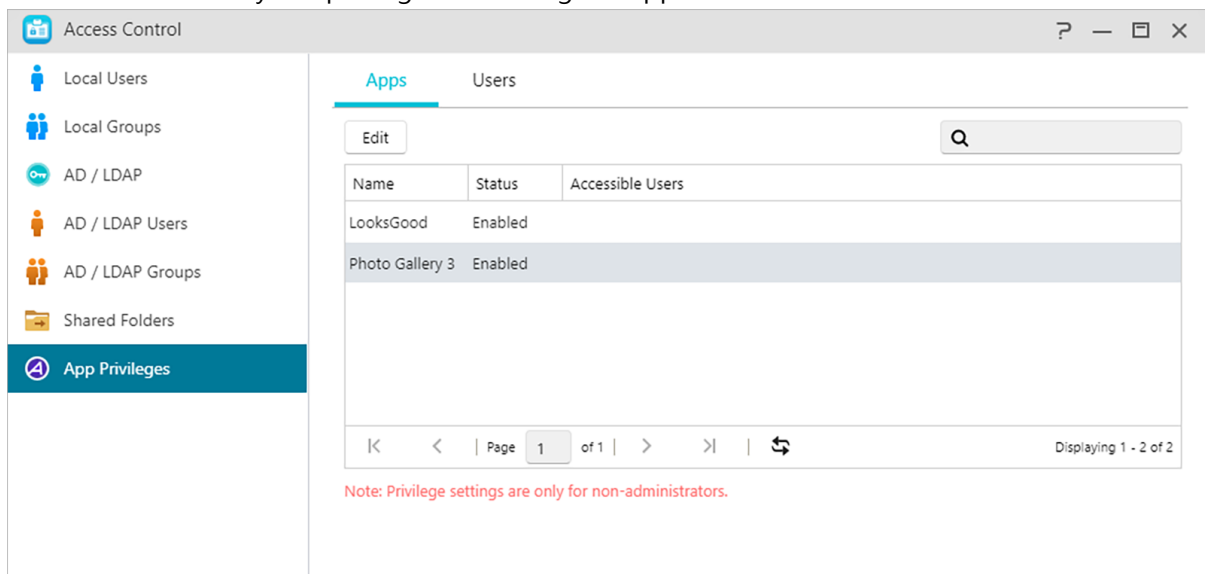 Access Control
Local Users
Local Groups
AD / LDAP
AD / LDAP Users
AD / LDAP Groups
Shared Folders
App Privileges
Apps Users
Edit
Name Status Accessible Users
LooksGood Enabled
Photo Gallery 3 Enabled
Page 1 of 1 Displaying 1 - 2 of 2
Note: Privilege settings are only for non-administrators.